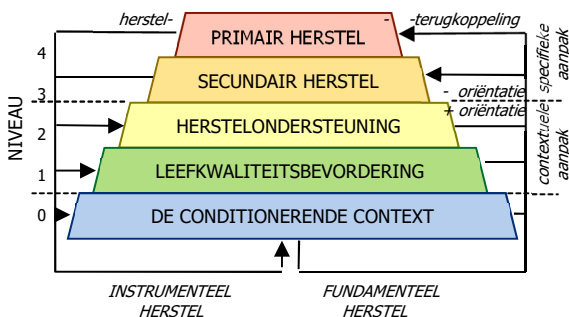 herstel- - -terugkoppeling
4 PRIMAIR HERSTEL
SECUNDAIR HERSTEL
3 - oriëntatie
+ oriëntatie
2 HERSTELONDERSTEUNING
1 LEEFKWALITEITSBEVORDERING
0 DE CONDITIONERENDE CONTEXT
NIVEAU
specifieke
aanpak
contextuele
aanpak
INSTRUMENTEEL
HERSTEL
FUNDAMENTEEL
HERSTEL